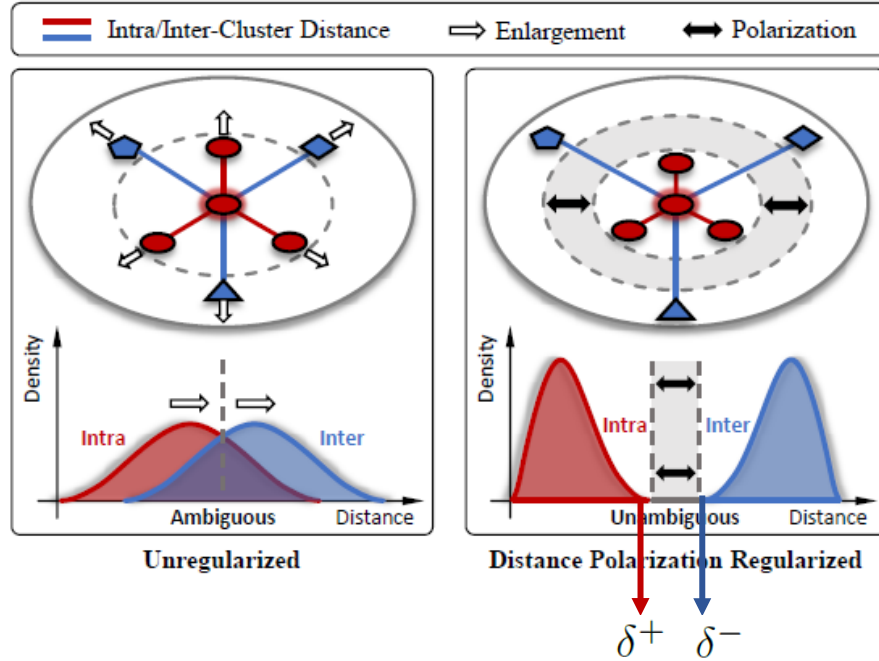 Intra/Inter-Cluster Distance Enlargement Polarization
Density
Intra
Inter
Ambiguous
Distance
Unregularized
Density
Intra
Inter
Unambiguous
Distance
Distance Polarization Regularized
δ⁺ δ⁻